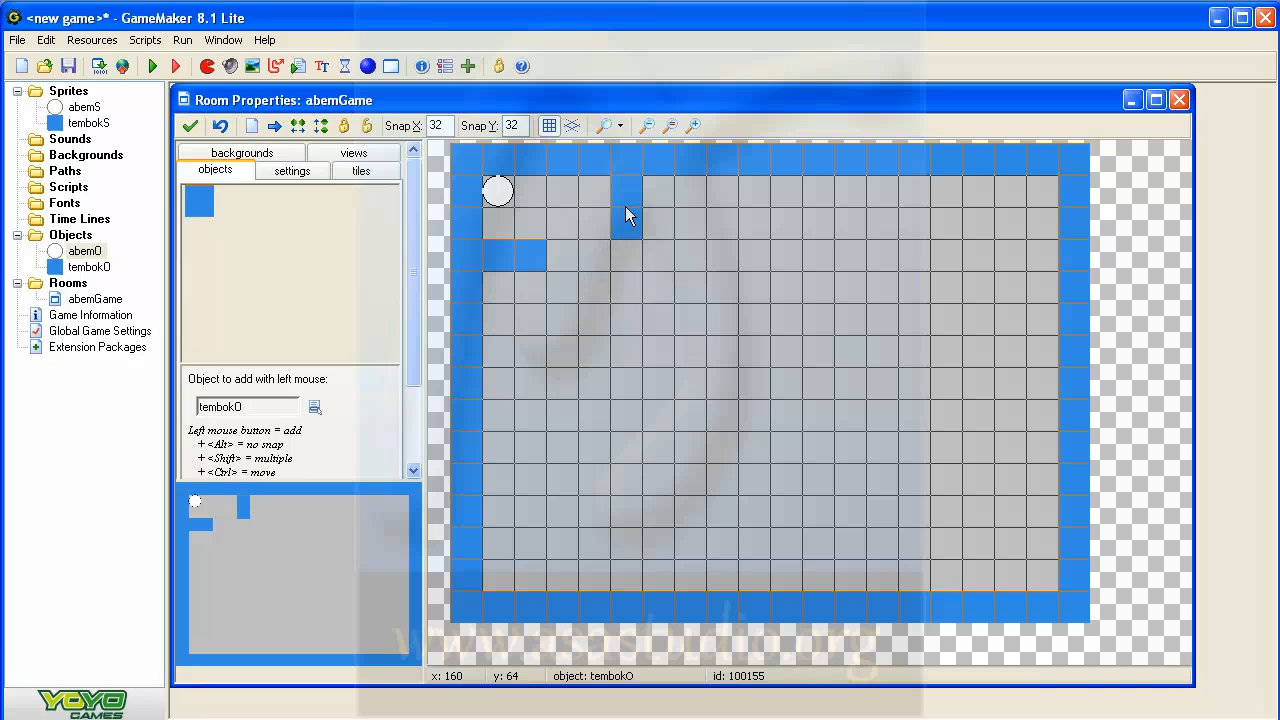 <new game>* - GameMaker 8.1 Lite
File Edit Resources Scripts Run Window Help
Sprites
abemS
tembokS
Sounds
Backgrounds
Paths
Scripts
Fonts
Time Lines
Objects
abemO
tembokO
Rooms
abemGame
Game Information
Global Game Settings
Extension Packages
YOYO
GAMES
Room Properties: abemGame
Snap X: 32 Snap Y: 32
backgrounds views
objects settings tiles
Object to add with left mouse:
tembokO
Left mouse button = add
+ <Alt> = no snap
+ <Shift> = multiple
+ <Ctrl> = move
www.asastudio.org
x: 160 y: 64 object: tembokO id: 100155